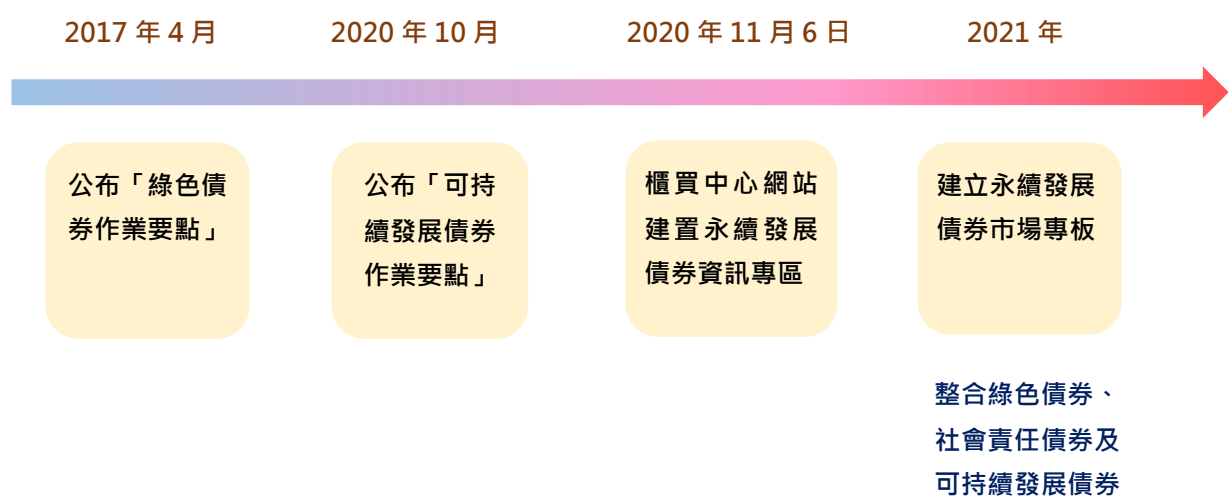 2017 年 4 月
2020 年 10 月
2020 年 11 月 6 日
2021 年
公布「綠色債
券作業要點」
公布「可持
續發展債券
作業要點」
櫃買中心網站
建置永續發展
債券資訊專區
建立永續發展
債券市場專板
整合綠色債券、
社會責任債券及
可持續發展債券